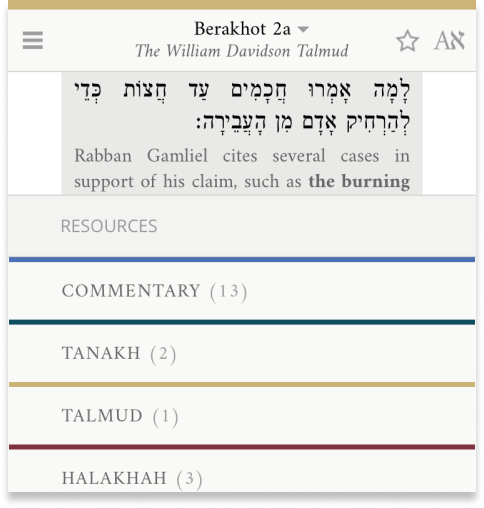 Berakhot 2a
The William Davidson Talmud
Aא
לָמָה אָמְרוּ חֲכָמִים עַד חֲצוֹת כְּדֵי
לְהַרְחִיק אָדָם מִן הָעֲבֵירָה:
Rabban Gamliel cites several cases in
support of his claim, such as the burning
RESOURCES
COMMENTARY (13)
TANAKH (2)
TALMUD (1)
HALAKHAH (3)